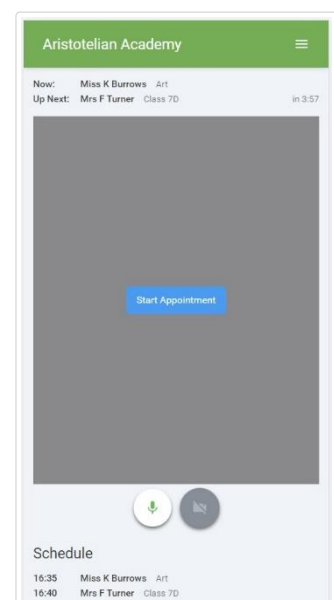 Aristotelian Academy
Now: Miss K Burrows Art
Up Next: Mrs F Turner Class 7D in 3:57
Start Appointment
Schedule
16:35 Miss K Burrows Art
16:40 Mrs F Turner Class 7D